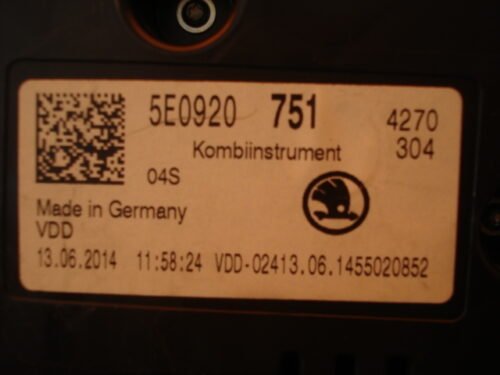 5E0920 751 4270
Kombiinstrument 304
04S
Made in Germany
VDD
13.06.2014 11:58:24 VDD-02413.06.1455020852